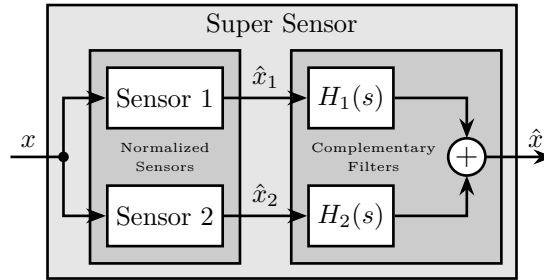 Super Sensor
x
Sensor 1
x̂₁
H₁(s)
Normalized
Sensors
Complementary
Filters
+
x̂
Sensor 2
x̂₂
H₂(s)